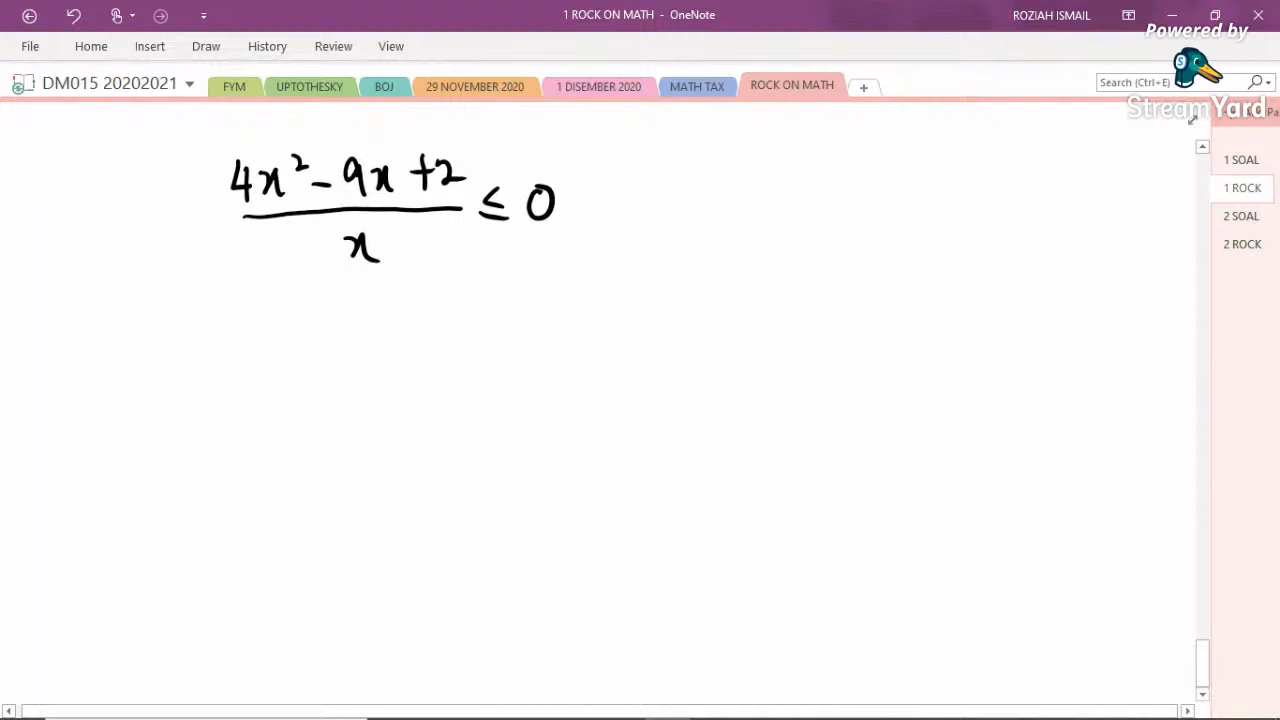 1 ROCK ON MATH - OneNote
ROZIAH ISMAIL
Powered by
File Home Insert Draw History Review View
DM015 20202021
FYM UPTOTHESKY BOJ 29 NOVEMBER 2020 1 DISEMBER 2020 MATH TAX ROCK ON MATH +
Search (Ctrl+E)
StreamYard
1 SOAL
1 ROCK
2 SOAL
2 ROCK
4x² - 9x + 2
≤ 0
x